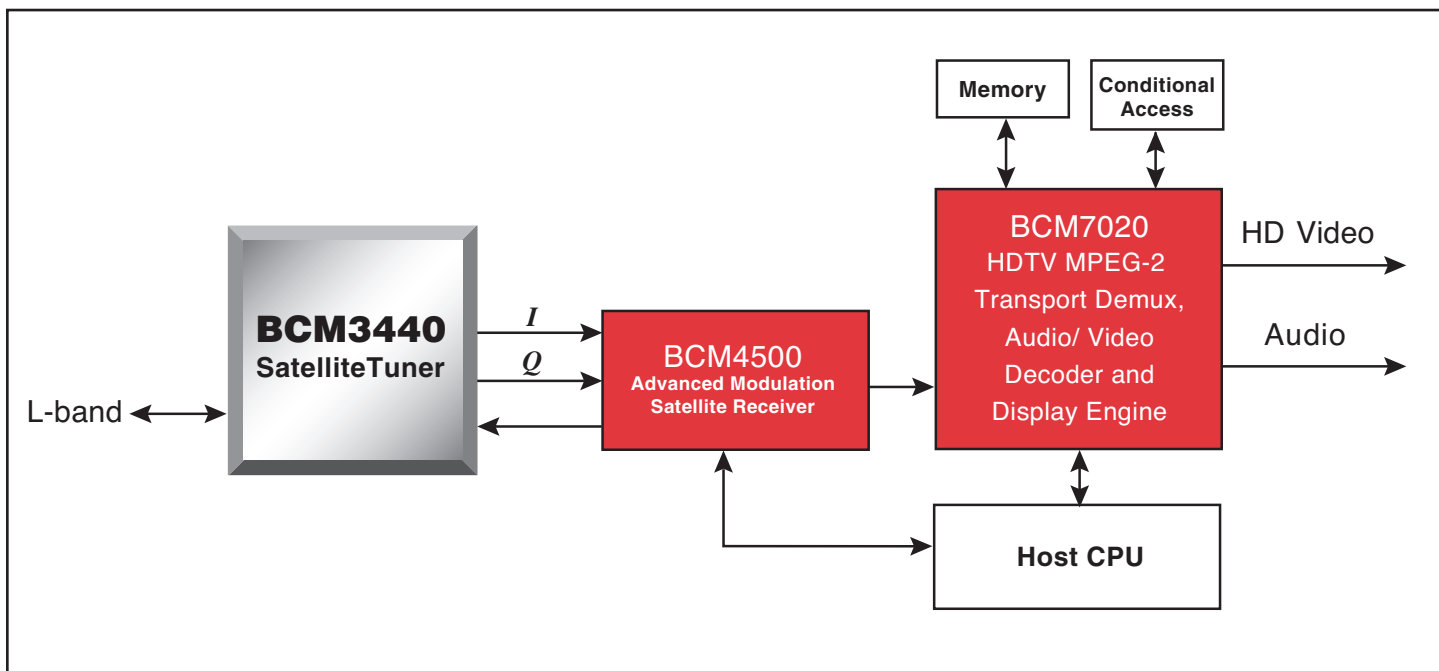 Memory
Conditional
Access
BCM7020
HDTV MPEG-2
Transport Demux,
Audio/ Video
Decoder and
Display Engine
HD Video
Audio
BCM3440
SatelliteTuner
I
Q
BCM4500
Advanced Modulation
Satellite Receiver
L-band
Host CPU